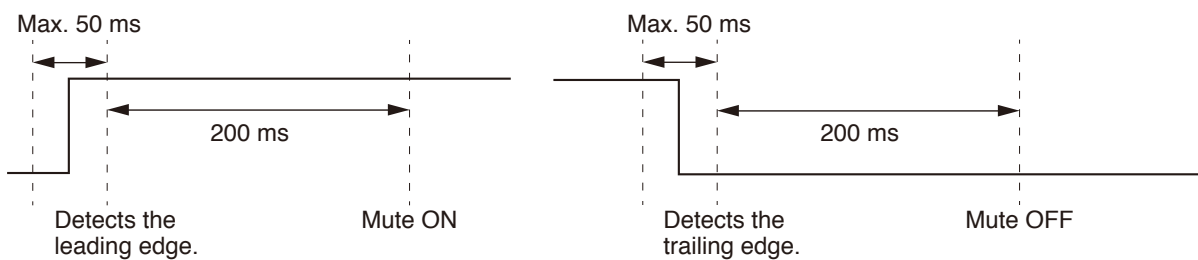 Max. 50 ms
200 ms
Detects the
leading edge.
Mute ON
Max. 50 ms
200 ms
Detects the
trailing edge.
Mute OFF